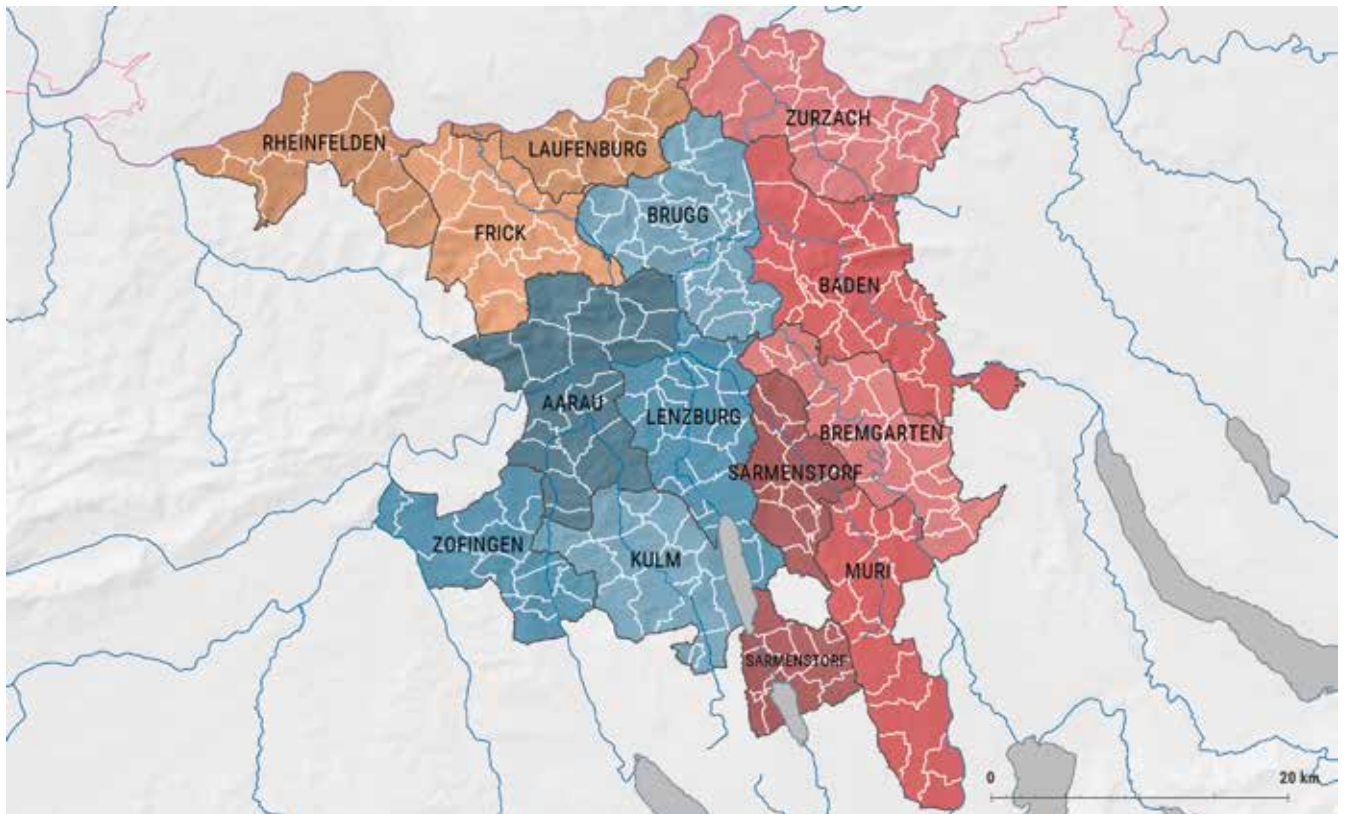 ZURZACH
RHEINFELDEN
LAUFENBURG
BRUGG
FRICK
BADEN
AARAU
LENZBURG
BREMGARTEN
SARMENSTORF
ZOFINGEN
KULM
MURI
SARMENSTORF
0 20 km